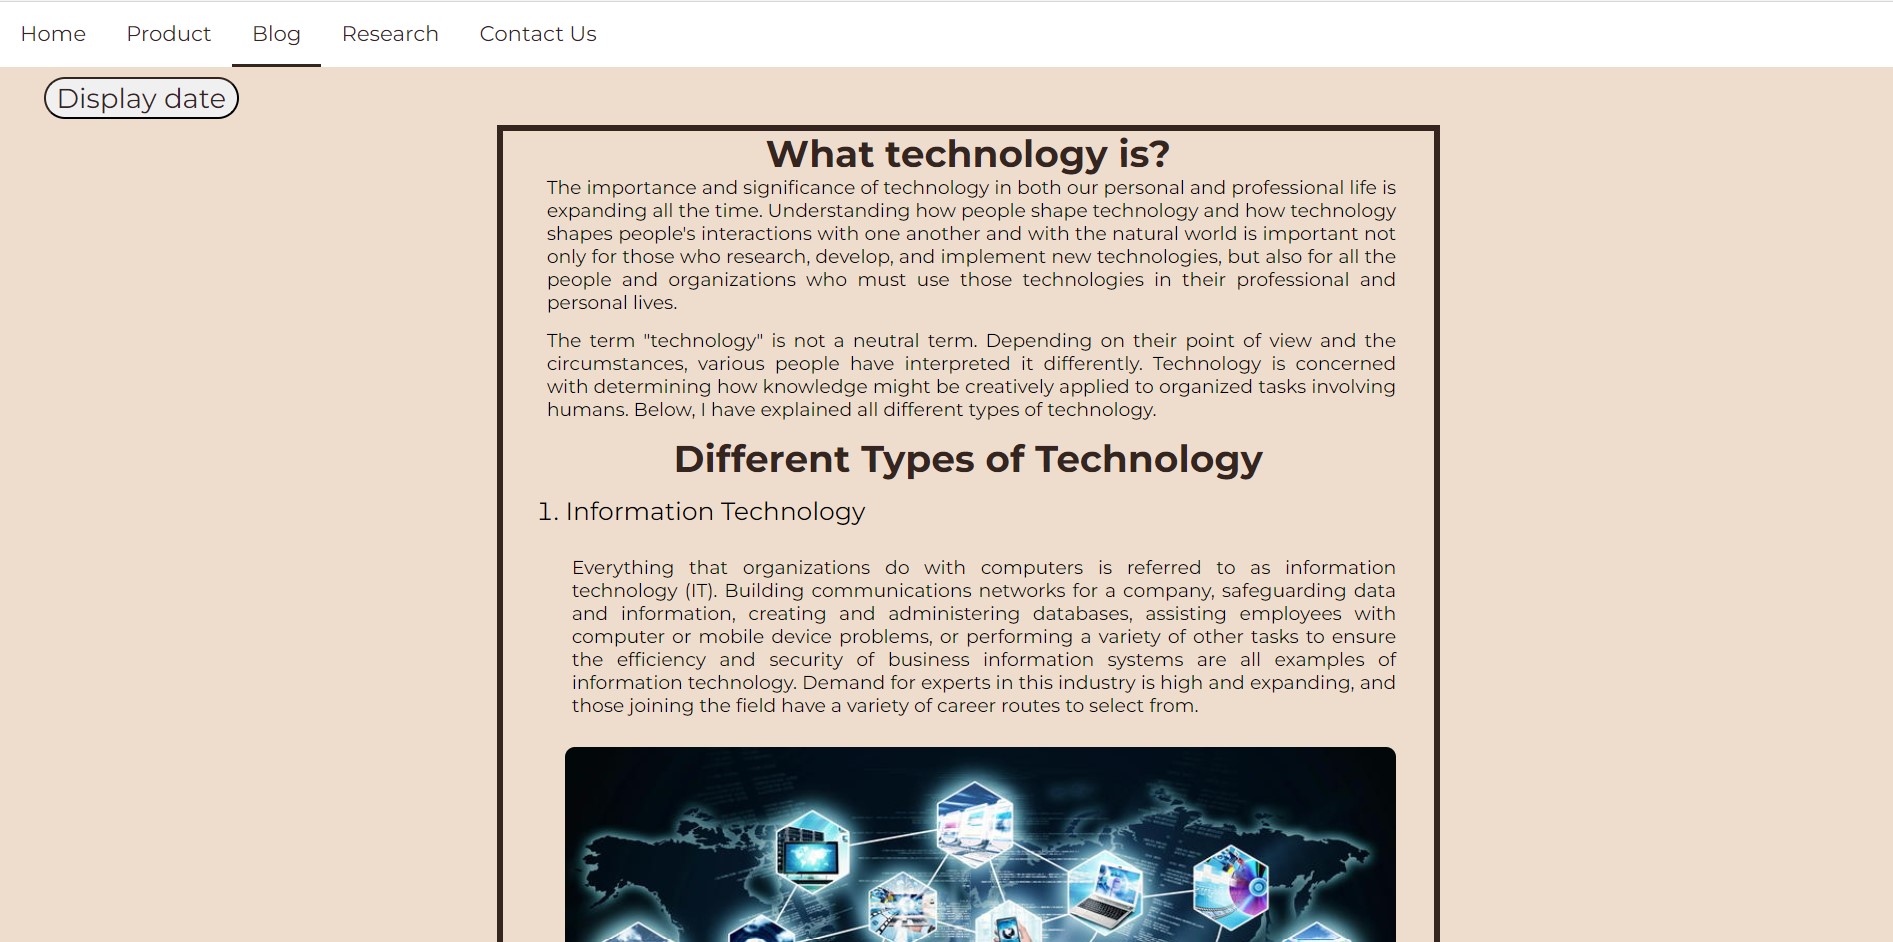 Home Product Blog Research Contact Us
Display date
What technology is?
The importance and significance of technology in both our personal and professional life is
expanding all the time. Understanding how people shape technology and how technology
shapes people's interactions with one another and with the natural world is important not
only for those who research, develop, and implement new technologies, but also for all the
people and organizations who must use those technologies in their professional and
personal lives.
The term "technology" is not a neutral term. Depending on their point of view and the
circumstances, various people have interpreted it differently. Technology is concerned
with determining how knowledge might be creatively applied to organized tasks involving
humans. Below, I have explained all different types of technology.
Different Types of Technology
1. Information Technology
Everything that organizations do with computers is referred to as information
technology (IT). Building communications networks for a company, safeguarding data
and information, creating and administering databases, assisting employees with
computer or mobile device problems, or performing a variety of other tasks to ensure
the efficiency and security of business information systems are all examples of
information technology. Demand for experts in this industry is high and expanding, and
those joining the field have a variety of career routes to select from.